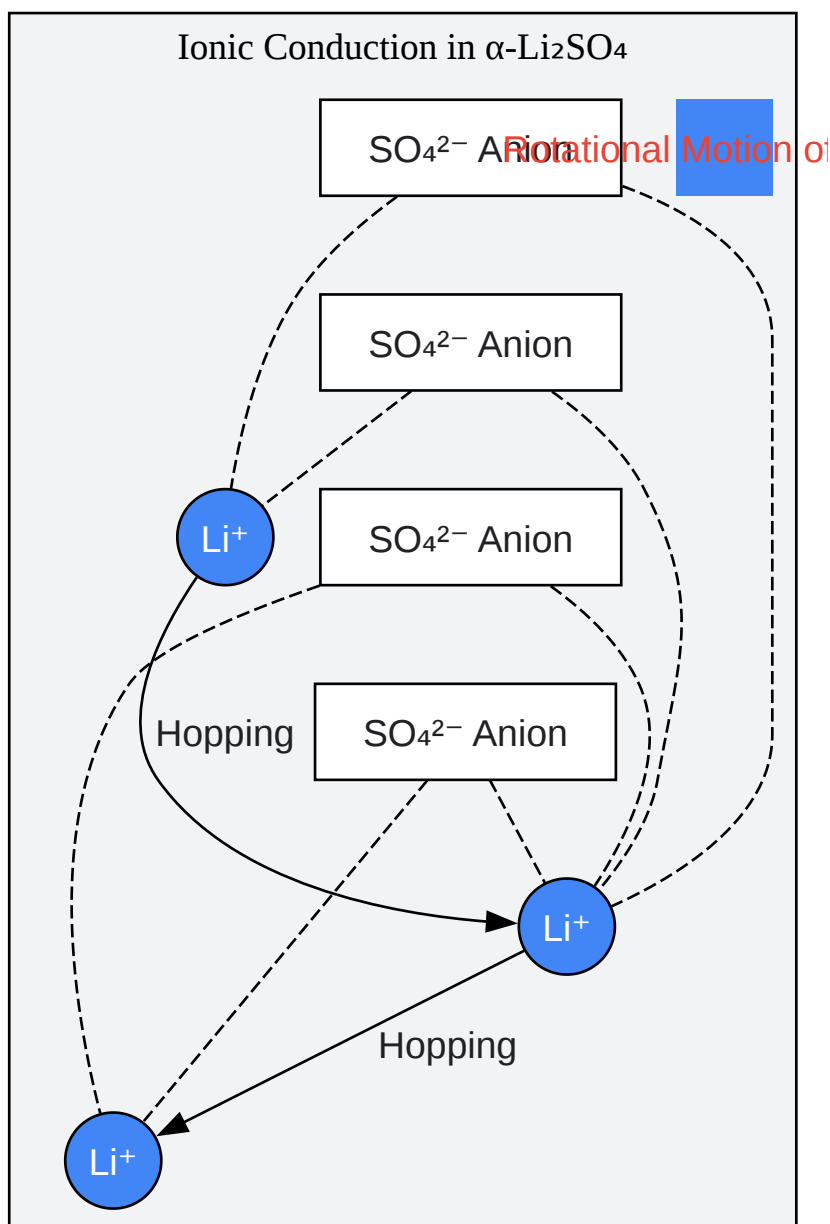 Ionic Conduction in α-Li₂SO₄
SO₄²⁻ Anion
Rotational Motion of
SO₄²⁻ Anion
Li⁺
SO₄²⁻ Anion
Hopping
SO₄²⁻ Anion
Li⁺
Hopping
Li⁺